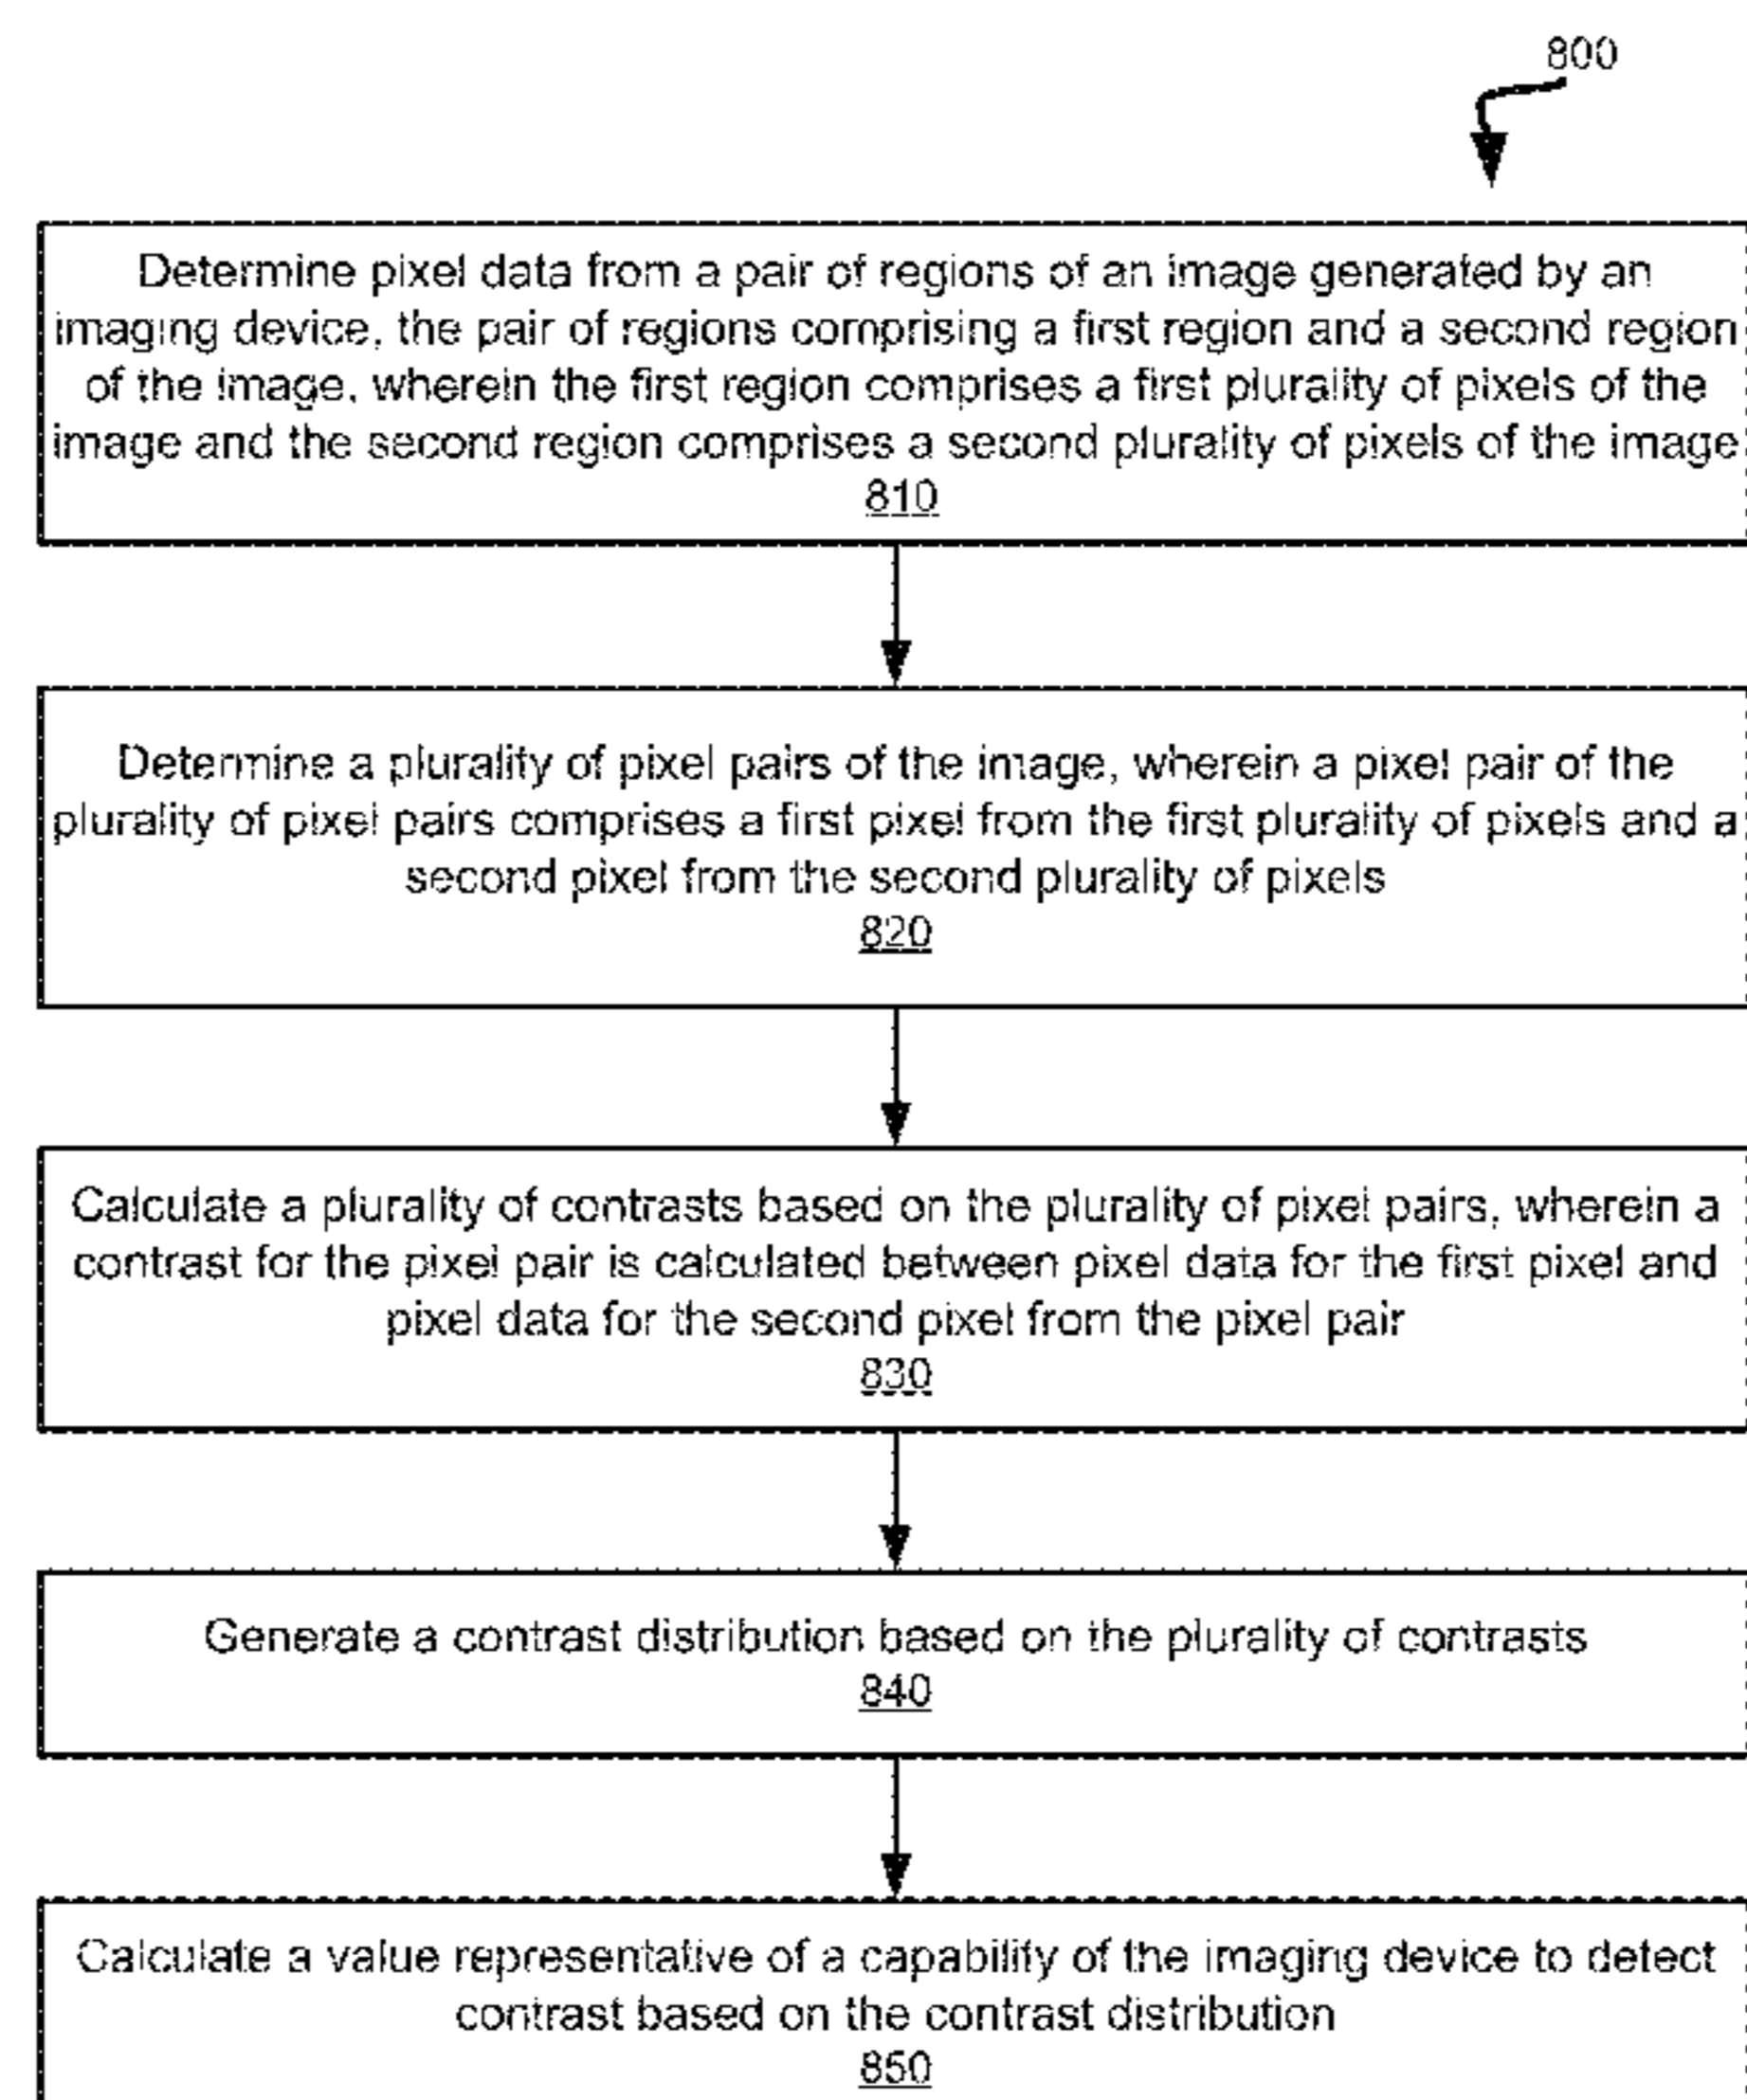 800
Determine pixel data from a pair of regions of an image generated by an
imaging device, the pair of regions comprising a first region and a second region
of the image, wherein the first region comprises a first plurality of pixels of the
image and the second region comprises a second plurality of pixels of the image
810
Determine a plurality of pixel pairs of the image, wherein a pixel pair of the
plurality of pixel pairs comprises a first pixel from the first plurality of pixels and a
second pixel from the second plurality of pixels
820
Calculate a plurality of contrasts based on the plurality of pixel pairs, wherein a
contrast for the pixel pair is calculated between pixel data for the first pixel and
pixel data for the second pixel from the pixel pair
830
Generate a contrast distribution based on the plurality of contrasts
840
Calculate a value representative of a capability of the imaging device to detect
contrast based on the contrast distribution
850